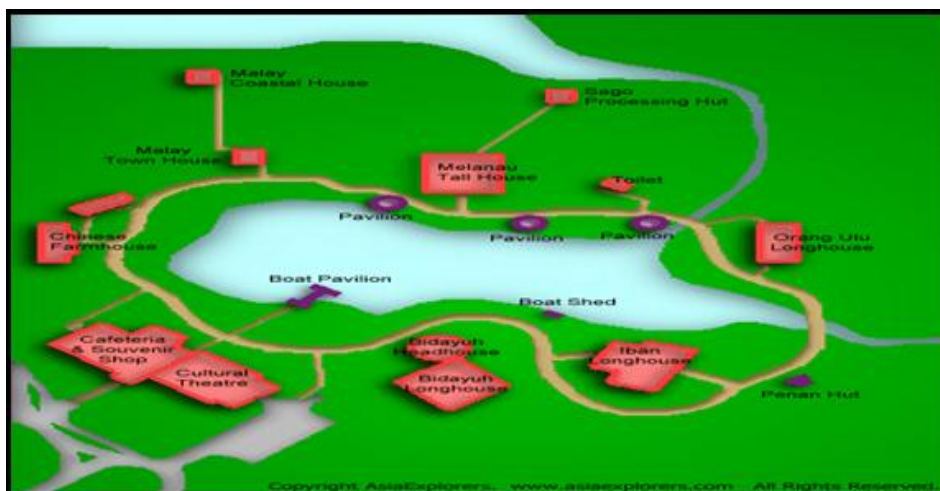 Malay
Coastal House
Sago
Processing Hut
Malay
Town House
Melanau
Tall House
Toilet
Pavilion
Pavilion
Pavilion
Chinese
Farmhouse
Orang Ulu
Longhouse
Boat Pavilion
Boat Shed
Cafeteria
& Souvenir
Shop
Cultural
Theatre
Bidayuh
Headhouse
Bidayuh
Longhouse
Iban
Longhouse
Penan Hut
Copyright AsiaExplorers. www.asiaexplorers.com All Rights Reserved.